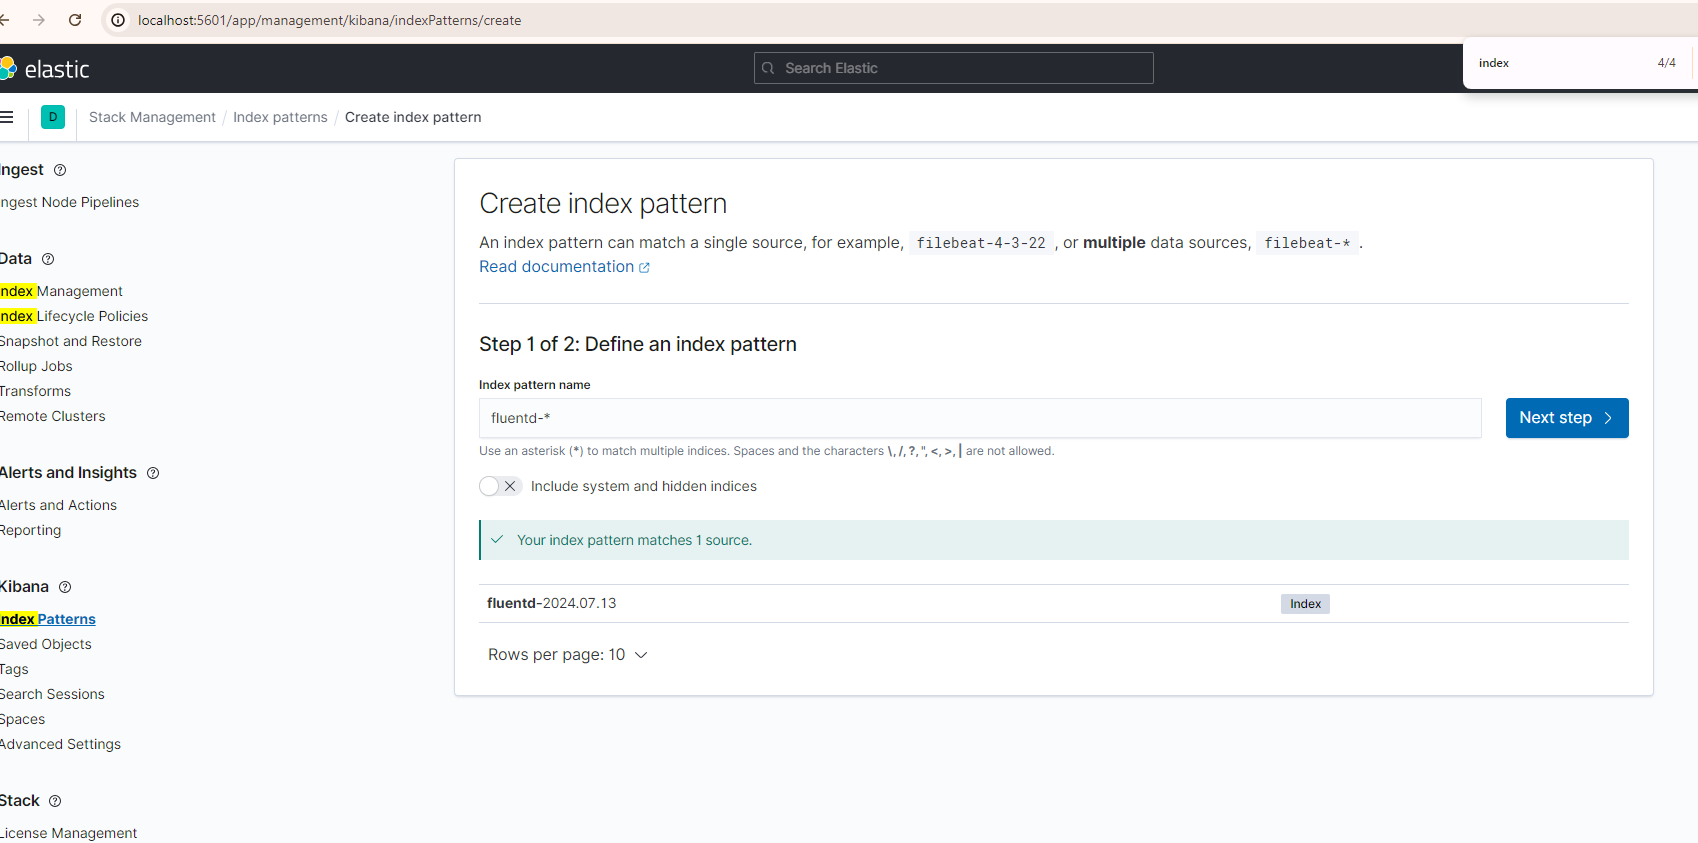 localhost:5601/app/management/kibana/indexPatterns/create
elastic
Search Elastic
index
4/4
D
Stack Management / Index patterns / Create index pattern
Ingest
ngest Node Pipelines
Data
ndex Management
ndex Lifecycle Policies
Snapshot and Restore
Rollup Jobs
Transforms
Remote Clusters
Alerts and Insights
Alerts and Actions
Reporting
Kibana
ndex Patterns
Saved Objects
Tags
Search Sessions
Spaces
Advanced Settings
Stack
License Management
Create index pattern
An index pattern can match a single source, for example, filebeat-4-3-22 , or multiple data sources, filebeat-* .
Read documentation
Step 1 of 2: Define an index pattern
Index pattern name
fluentd-*
Next step
Use an asterisk (*) to match multiple indices. Spaces and the characters \, /, ?, ", <, >, | are not allowed.
Include system and hidden indices
Your index pattern matches 1 source.
fluentd-2024.07.13
Index
Rows per page: 10